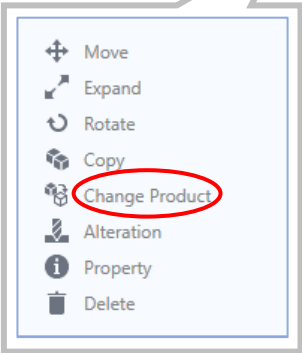 Move
Expand
Rotate
Copy
Change Product
Alteration
Property
Delete